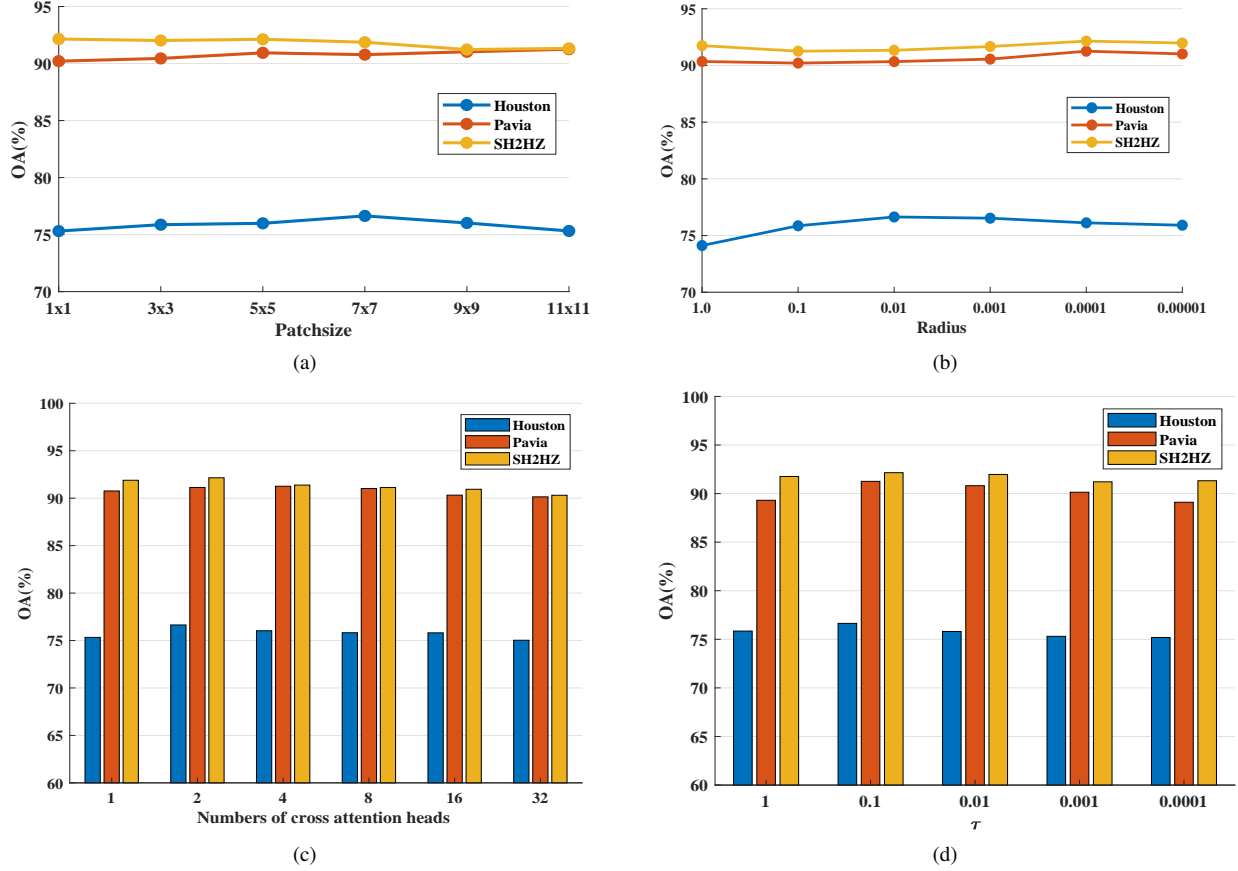 95
90
85
80
75
70
OA(%)
Houston
Pavia
SH2HZ
1x1 3x3 5x5 7x7 9x9 11x11
Patchsize
(a)
95
90
85
80
75
70
OA(%)
Houston
Pavia
SH2HZ
1.0 0.1 0.01 0.001 0.0001 0.00001
Radius
(b)
100
95
90
85
80
75
70
65
60
OA(%)
Houston
Pavia
SH2HZ
1 2 4 8 16 32
Numbers of cross attention heads
(c)
100
95
90
85
80
75
70
65
60
OA(%)
Houston
Pavia
SH2HZ
1 0.1 0.01 0.001 0.0001
τ
(d)